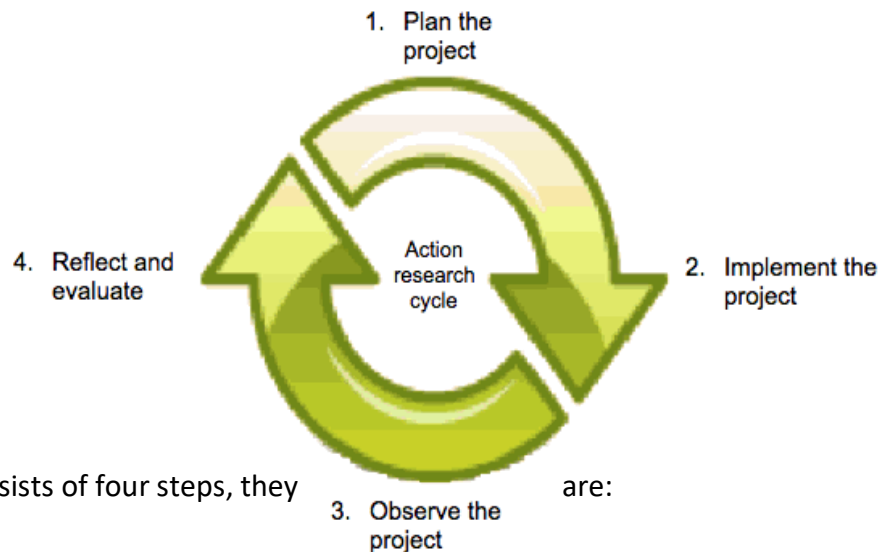 1. Plan the
project
Action
research
cycle
2. Implement the
project
4. Reflect and
evaluate
sists of four steps, they are:
3. Observe the
project